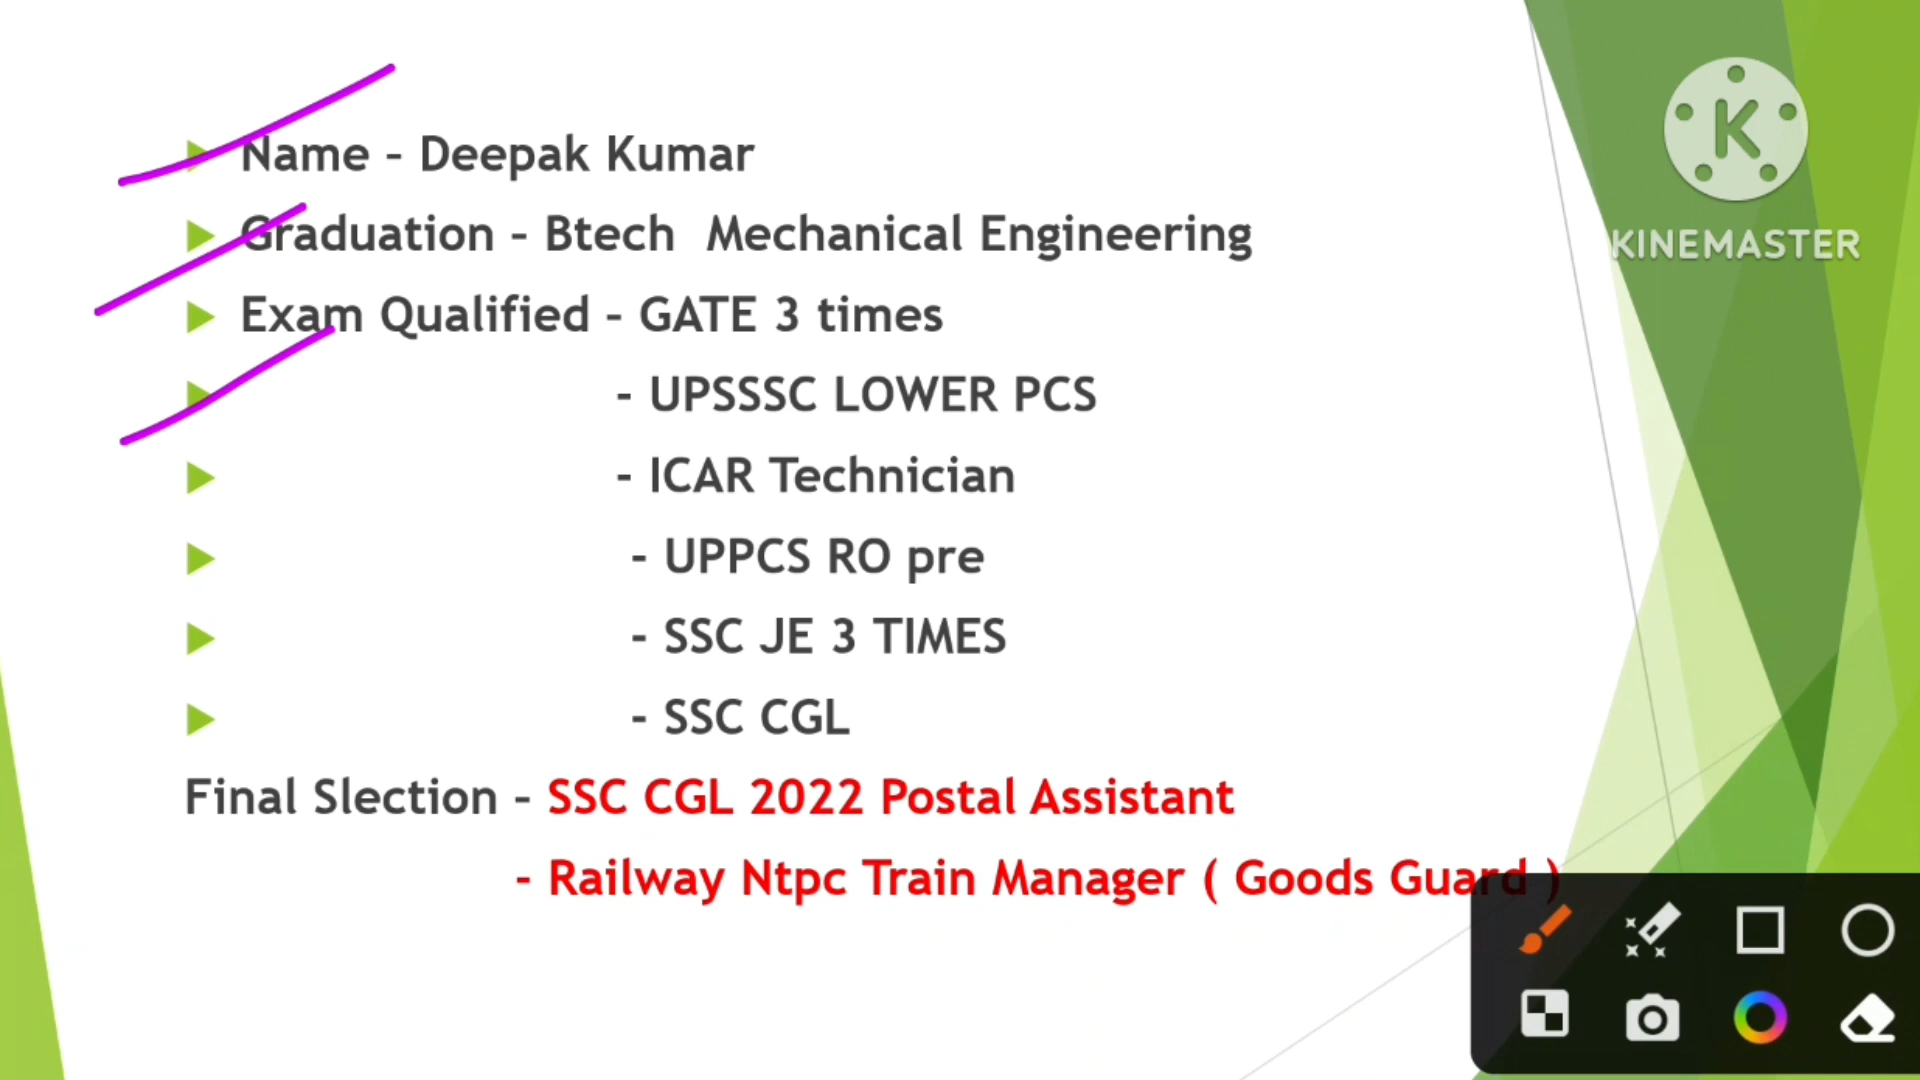 Name – Deepak Kumar
Graduation – Btech Mechanical Engineering
Exam Qualified – GATE 3 times
- UPSSSC LOWER PCS
- ICAR Technician
- UPPCS RO pre
- SSC JE 3 TIMES
- SSC CGL
Final Slection – SSC CGL 2022 Postal Assistant
- Railway Ntpc Train Manager ( Goods Guard )
K
KINEMASTER